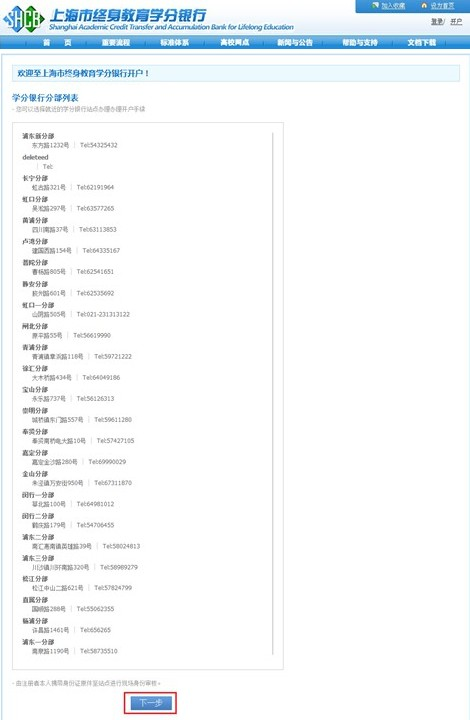 SHCB 上海市终身教育学分银行
Shanghai Academic Credit Transfer and Accumulation Bank for Lifelong Education
加入收藏 设为首页
登录/ 开户
首 页 重要流程 标准体系 高校网点 新闻与公告 帮助与支持 文档下载
欢迎至上海市终身教育学分银行开户！
学分银行分部列表
您可以选择就近的学分银行站点办理办理开户手续
浦东新分部
东方路1232号 | Tel:54325432
deleteed
| Tel:
长宁分部
虹古路321号 | Tel:62191964
虹口分部
吴淞路297号 | Tel:63577265
黄浦分部
四川南路37号 | Tel:63113853
卢湾分部
建国西路154号 | Tel:64335167
普陀分部
曹杨路805号 | Tel:62541651
静安分部
胶州路601号 | Tel:62535692
虹口一分部
山阴路505号 | Tel:021-231313122
闸北分部
原平路55号 | Tel:56619990
青浦分部
青浦镇章浜路118号 | Tel:59721222
徐汇分部
大木桥路434号 | Tel:64049186
宝山分部
永乐路737号 | Tel:56126313
崇明分部
城桥镇东门路557号 | Tel:59611280
奉贤分部
奉贤南桥电大路10号 | Tel:57427105
嘉定分部
嘉定金沙路280号 | Tel:69990029
金山分部
朱泾镇万安街950号 | Tel:67311870
闵行一分部
莘北路100号 | Tel:64981012
闵行二分部
鹤庆路179号 | Tel:54708455
浦东二分部
南汇惠南镇英雄路39号 | Tel:58024813
浦东三分部
川沙镇川环南路320号 | Tel:58989279
松江分部
松江中山二路621号 | Tel:57824799
直属分部
国顺路288号 | Tel:55062355
杨浦分部
许昌路1461号 | Tel:656265
浦东一分部
南泉路1190号 | Tel:58735510
由注册者本人携同身份证原件至站点进行现场身份审核。
下一步